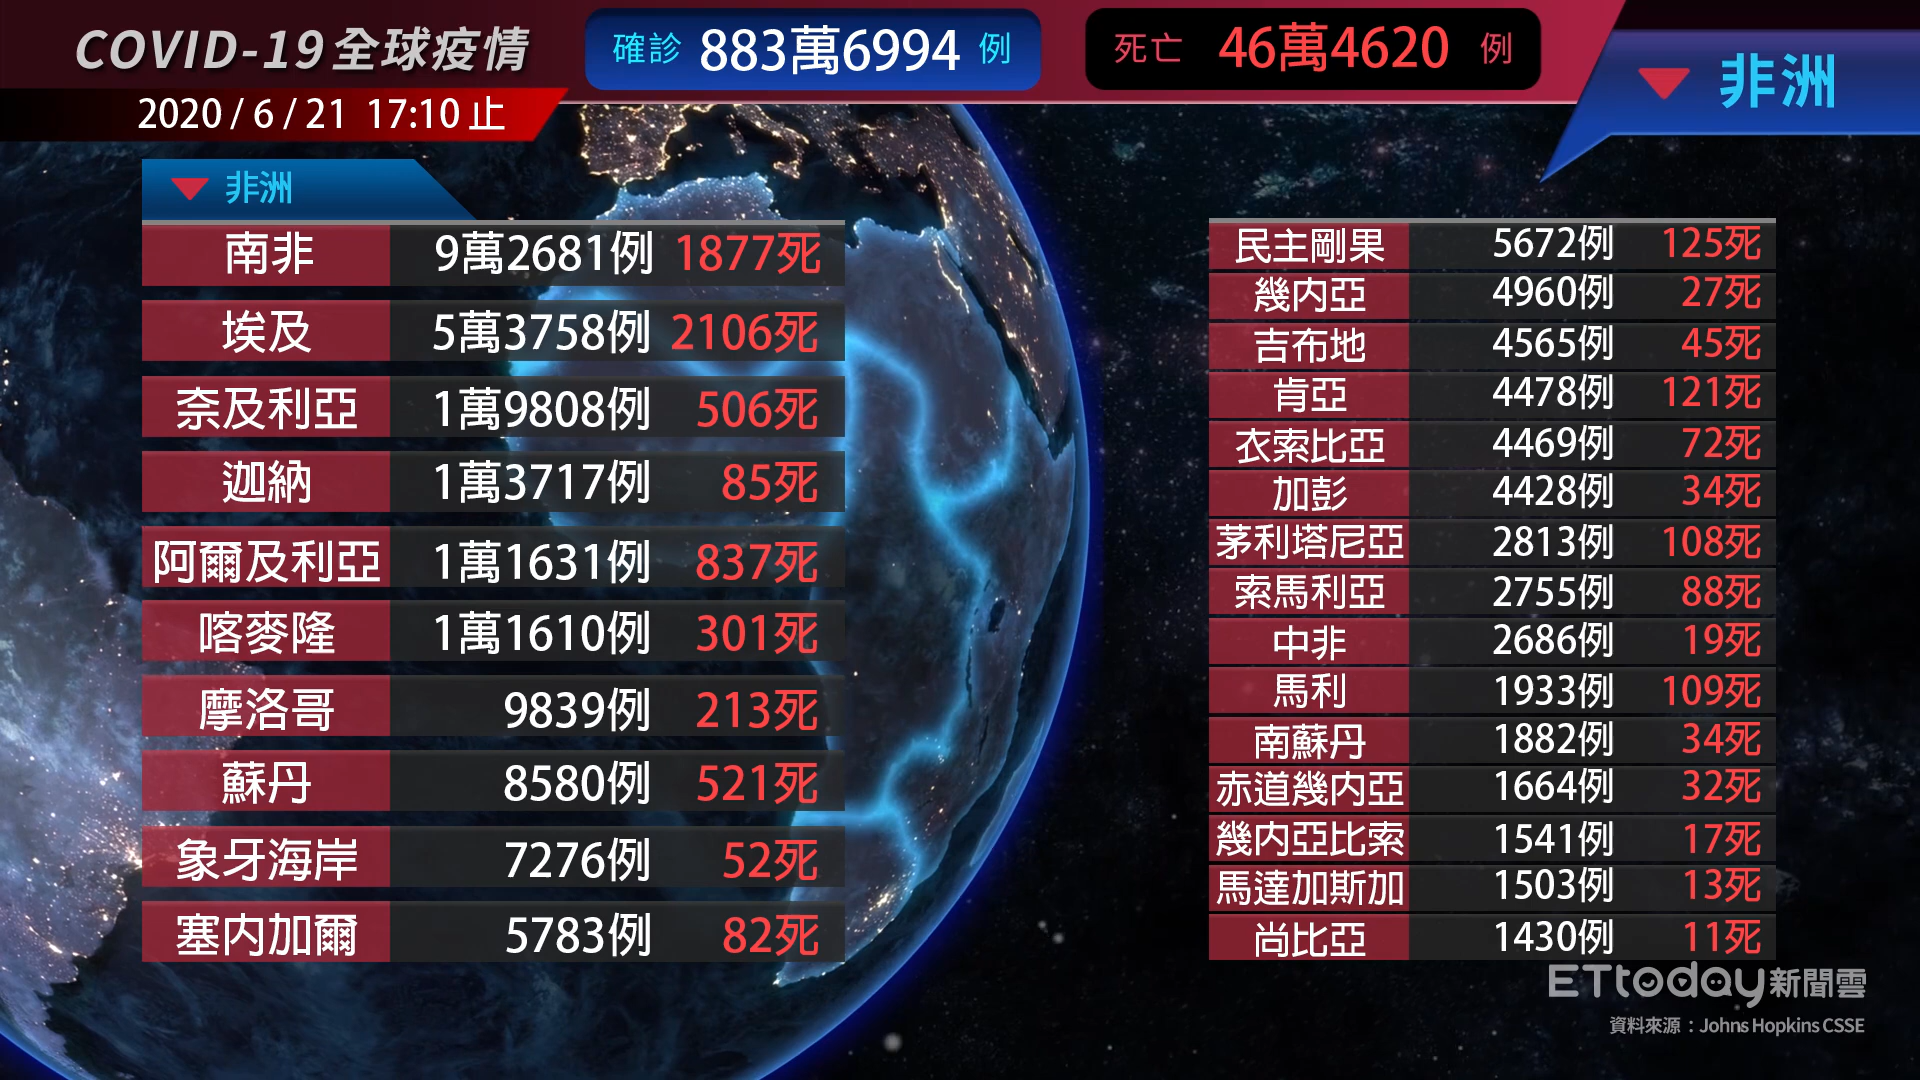 COVID-19全球疫情
確診 883萬6994 例
死亡 46萬4620 例
非洲
2020 / 6 / 21 17:10 止
非洲
南非 9萬2681例 1877死
埃及 5萬3758例 2106死
奈及利亞 1萬9808例 506死
迦納 1萬3717例 85死
阿爾及利亞 1萬1631例 837死
喀麥隆 1萬1610例 301死
摩洛哥 9839例 213死
蘇丹 8580例 521死
象牙海岸 7276例 52死
塞内加爾 5783例 82死
民主剛果 5672例 125死
幾内亞 4960例 27死
吉布地 4565例 45死
肯亞 4478例 121死
衣索比亞 4469例 72死
加彭 4428例 34死
茅利塔尼亞 2813例 108死
索馬利亞 2755例 88死
中非 2686例 19死
馬利 1933例 109死
南蘇丹 1882例 34死
赤道幾内亞 1664例 32死
幾内亞比索 1541例 17死
馬達加斯加 1503例 13死
尚比亞 1430例 11死
ETtoday新聞雲
資料來源：Johns Hopkins CSSE